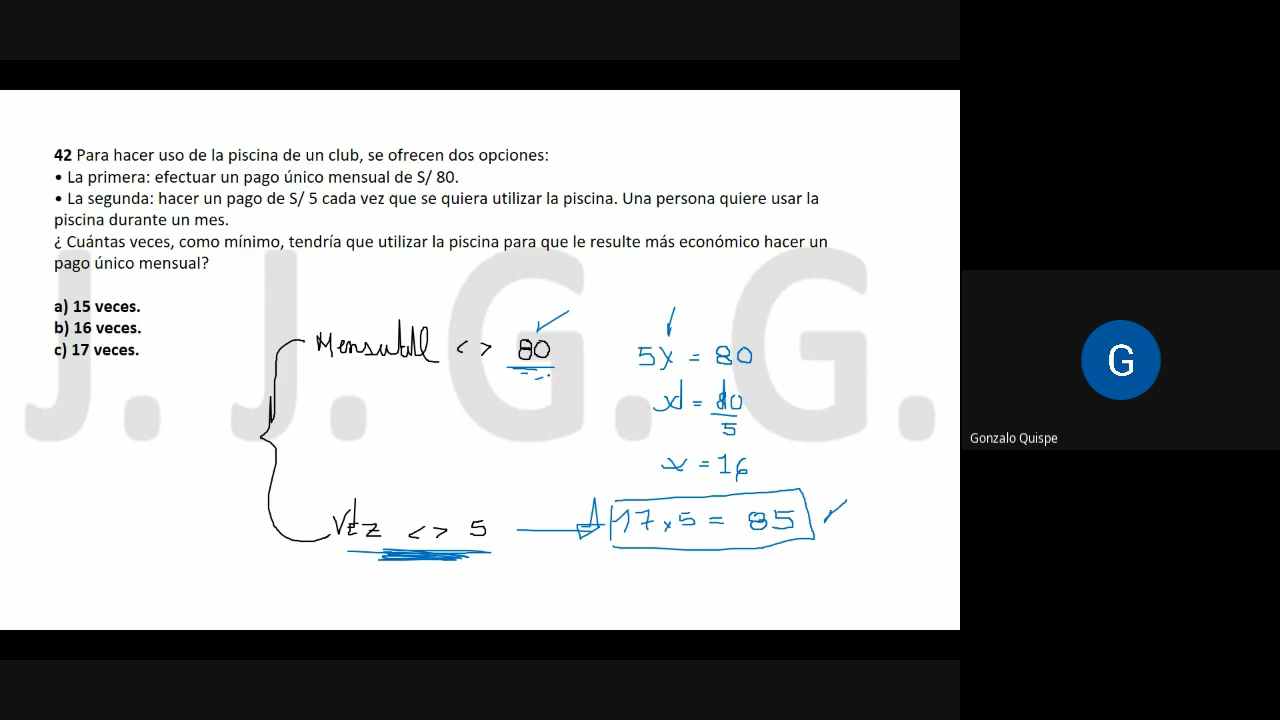 42 Para hacer uso de la piscina de un club, se ofrecen dos opciones:
• La primera: efectuar un pago único mensual de S/ 80.
• La segunda: hacer un pago de S/ 5 cada vez que se quiera utilizar la piscina. Una persona quiere usar la
piscina durante un mes.
¿ Cuántas veces, como mínimo, tendría que utilizar la piscina para que le resulte más económico hacer un
pago único mensual?
a) 15 veces.
b) 16 veces.
c) 17 veces.
J. J. G. G.
< > 80
5x = 80
= 80
5
x = 16
< > 5
17 x 5 = 85
G
Gonzalo Quispe